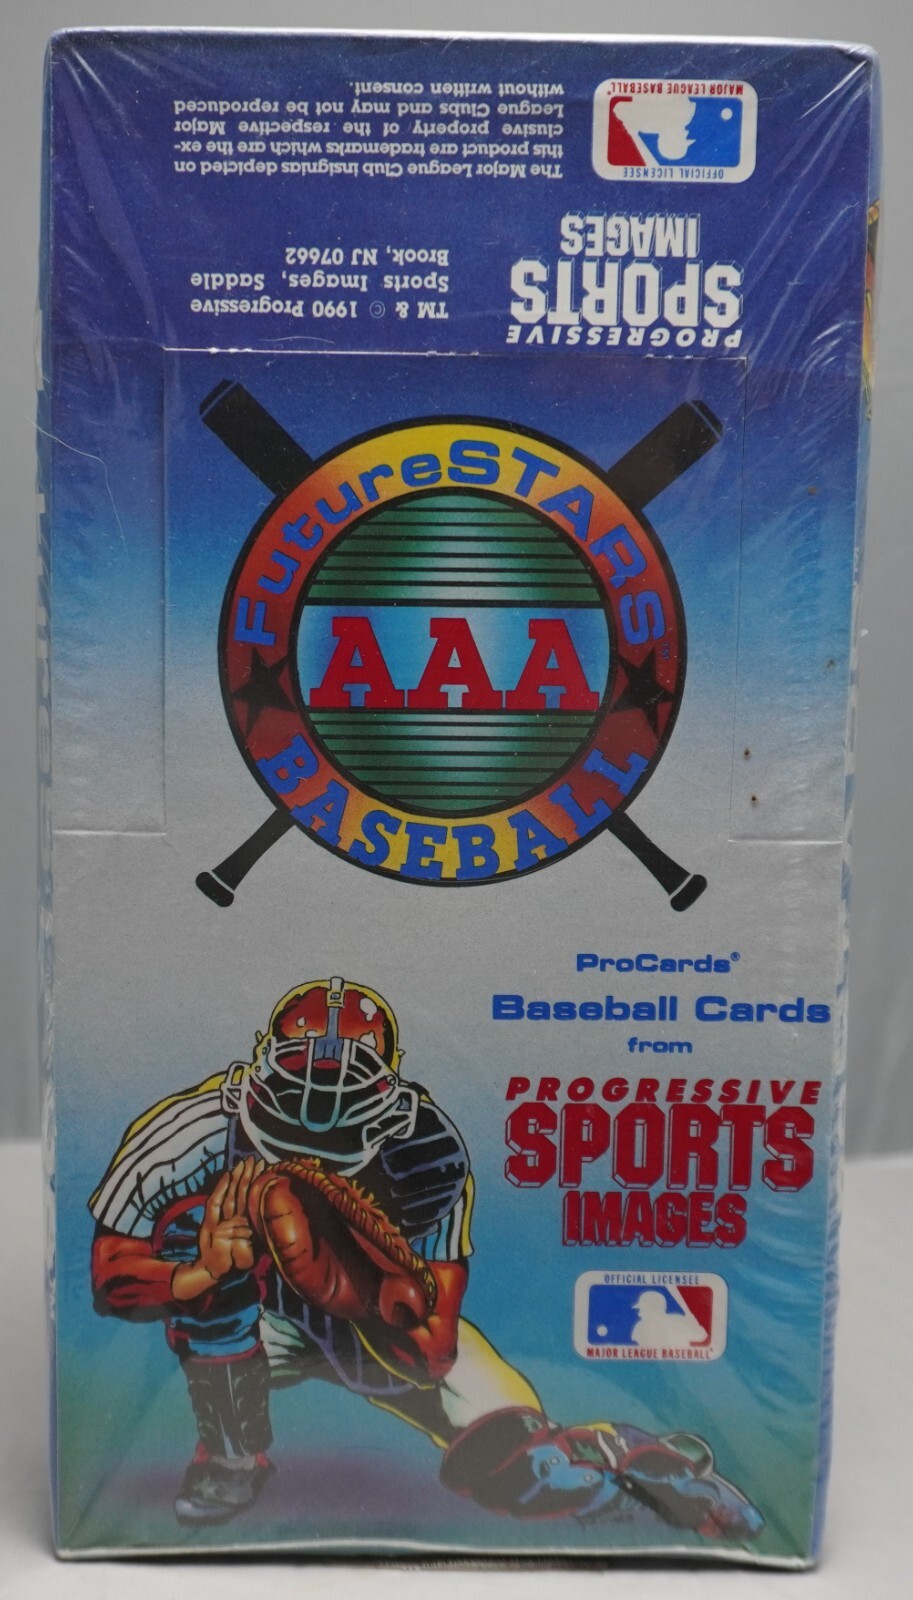 The Major League Club insignias depicted on
this product are trademarks which are the ex-
clusive property of the respective Major
League Clubs and may not be reproduced
without written consent.
OFFICIAL LICENSEE
MAJOR LEAGUE BASEBALL®
TM & © 1990 Progressive
Sports Images, Saddle
Brook, NJ 07662
PROGRESSIVE
SPORTS
IMAGES
FutureSTARS
AAA
BASEBALL
ProCards®
Baseball Cards
from
PROGRESSIVE
SPORTS
IMAGES
OFFICIAL LICENSEE
MAJOR LEAGUE BASEBALL®